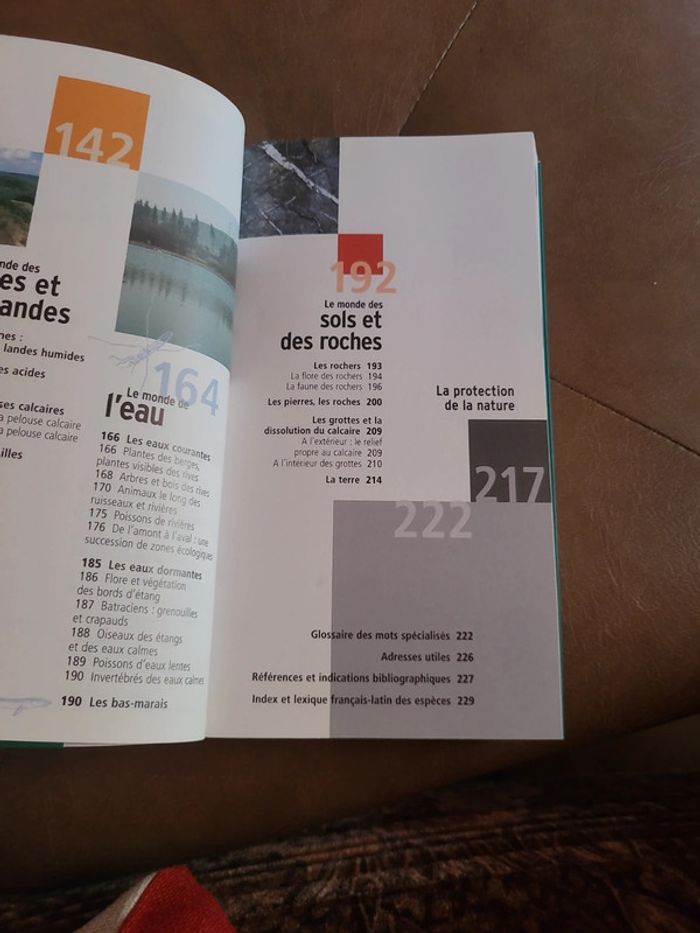 142
nde des
es et
andes
nes :
landes humides
es acides
ses calcaires
a pelouse calcaire
a pelouse calcaire
illes
164
Le monde de
l'eau
166 Les eaux courantes
166 Plantes des berges,
plantes visibles des rives
168 Arbres et bois des rives
170 Animaux le long des
ruisseaux et rivières
175 Poissons de rivières
176 De l'amont à l'aval : une
succession de zones écologiques
185 Les eaux dormantes
186 Flore et végétation
des bords d'étang
187 Batraciens : grenouilles
et crapauds
188 Oiseaux des étangs
et des eaux calmes
189 Poissons d'eaux lentes
190 Invertébrés des eaux calmes
190 Les bas-marais
192
Le monde des
sols et
des roches
Les rochers 193
La flore des rochers 194
La faune des rochers 196
Les pierres, les roches 200
Les grottes et la
dissolution du calcaire 209
A l'extérieur : le relief
propre au calcaire 209
A l'intérieur des grottes 210
La terre 214
La protection
de la nature
217
222
Glossaire des mots spécialisés 222
Adresses utiles 226
Références et indications bibliographiques 227
Index et lexique français-latin des espèces 229